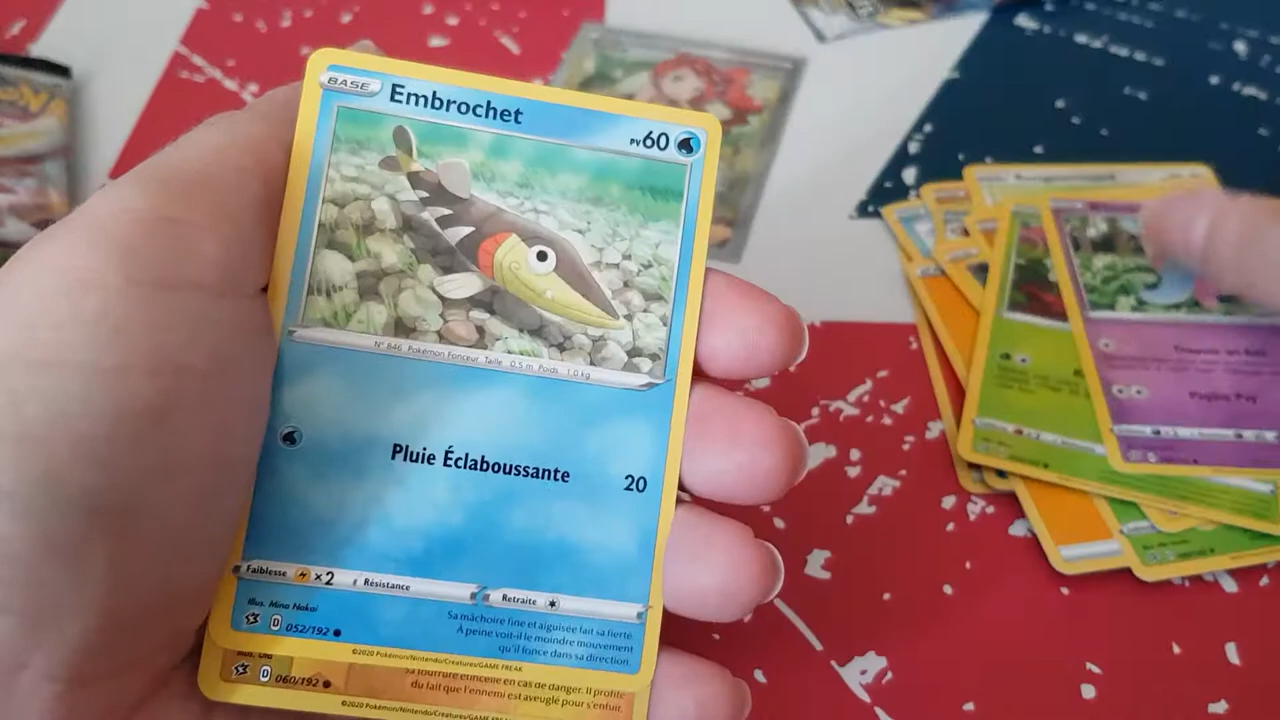 BASE
Embrochet
PV60
N° 846 Pokémon Fonceur Taille 0.5 m. Poids 1.0 kg
Pluie Éclaboussante 20
Faiblesse ×2 Résistance Retraite
Illus. Mina Nakai
D 052/192
Sa mâchoire fine et aiguisée fait sa fierté.
À peine voit-il le moindre mouvement
qu'il fonce dans sa direction.
©2020 Pokémon/Nintendo/Creatures/GAME FREAK
D 060/192
Sa fourrure étincelle en cas de danger. Il profite
du fait que l'ennemi est aveuglé pour s'enfuir.
©2020 Pokémon/Nintendo/Creatures/GAME FREAK